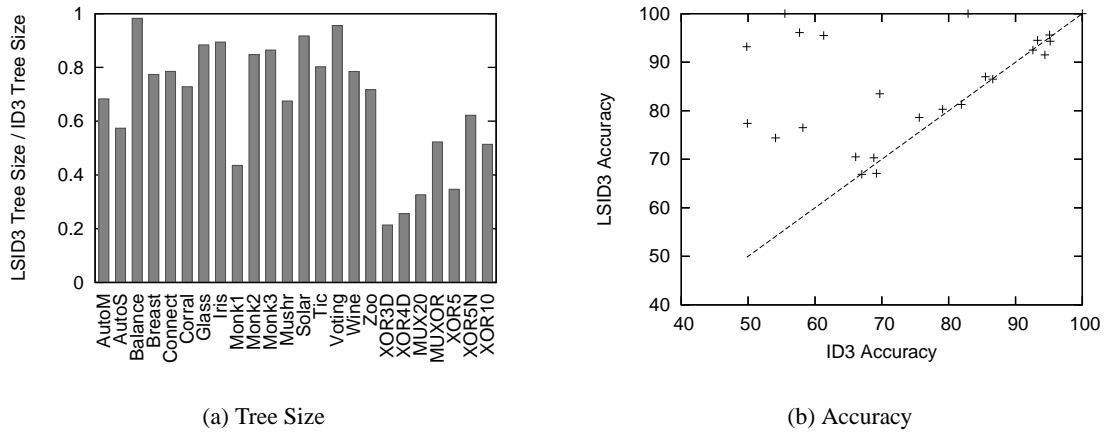 LSID3 Tree Size / ID3 Tree Size
1
0.8
0.6
0.4
0.2
0
AutoM
AutoS
Balance
Breast
Connect
Corral
Glass
Iris
Monk1
Monk2
Monk3
Mushr
Solar
Tic
Voting
Wine
Zoo
XOR3D
XOR4D
MUX20
MUXOR
XOR5
XOR5N
XOR10
(a) Tree Size
LSID3 Accuracy
100
90
80
70
60
50
40
40
50
60
70
80
90
100
ID3 Accuracy
(b) Accuracy